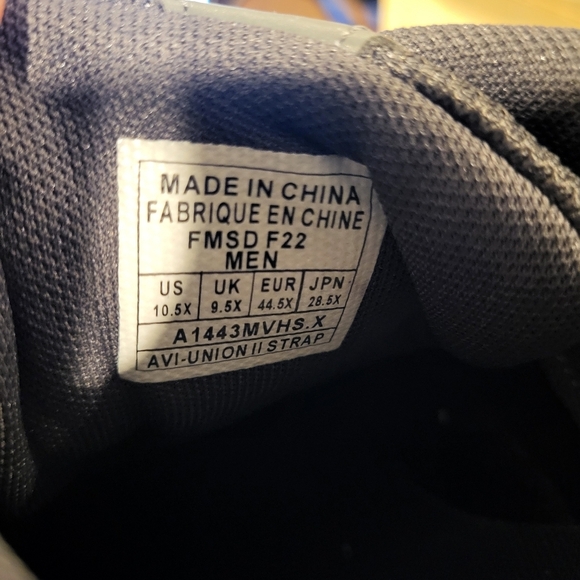 MADE IN CHINA
FABRIQUE EN CHINE
FMSD F22
MEN
US UK EUR JPN
10.5X 9.5X 44.5X 28.5X
A1443MVHS.X
AVI-UNION II STRAP